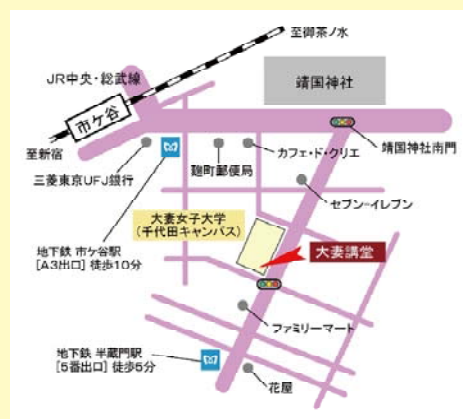 至御茶ノ水
JR中央・総武線
靖国神社
市ケ谷
至新宿
三菱東京UFJ銀行
麹町郵便局
カフェ・ド・クリエ
靖国神社南門
セブン-イレブン
大妻女子大学
(千代田キャンパス)
地下鉄 市ケ谷駅
[A3出口] 徒歩10分
大妻講堂
ファミリーマート
地下鉄 半蔵門駅
[5番出口] 徒歩5分
花屋